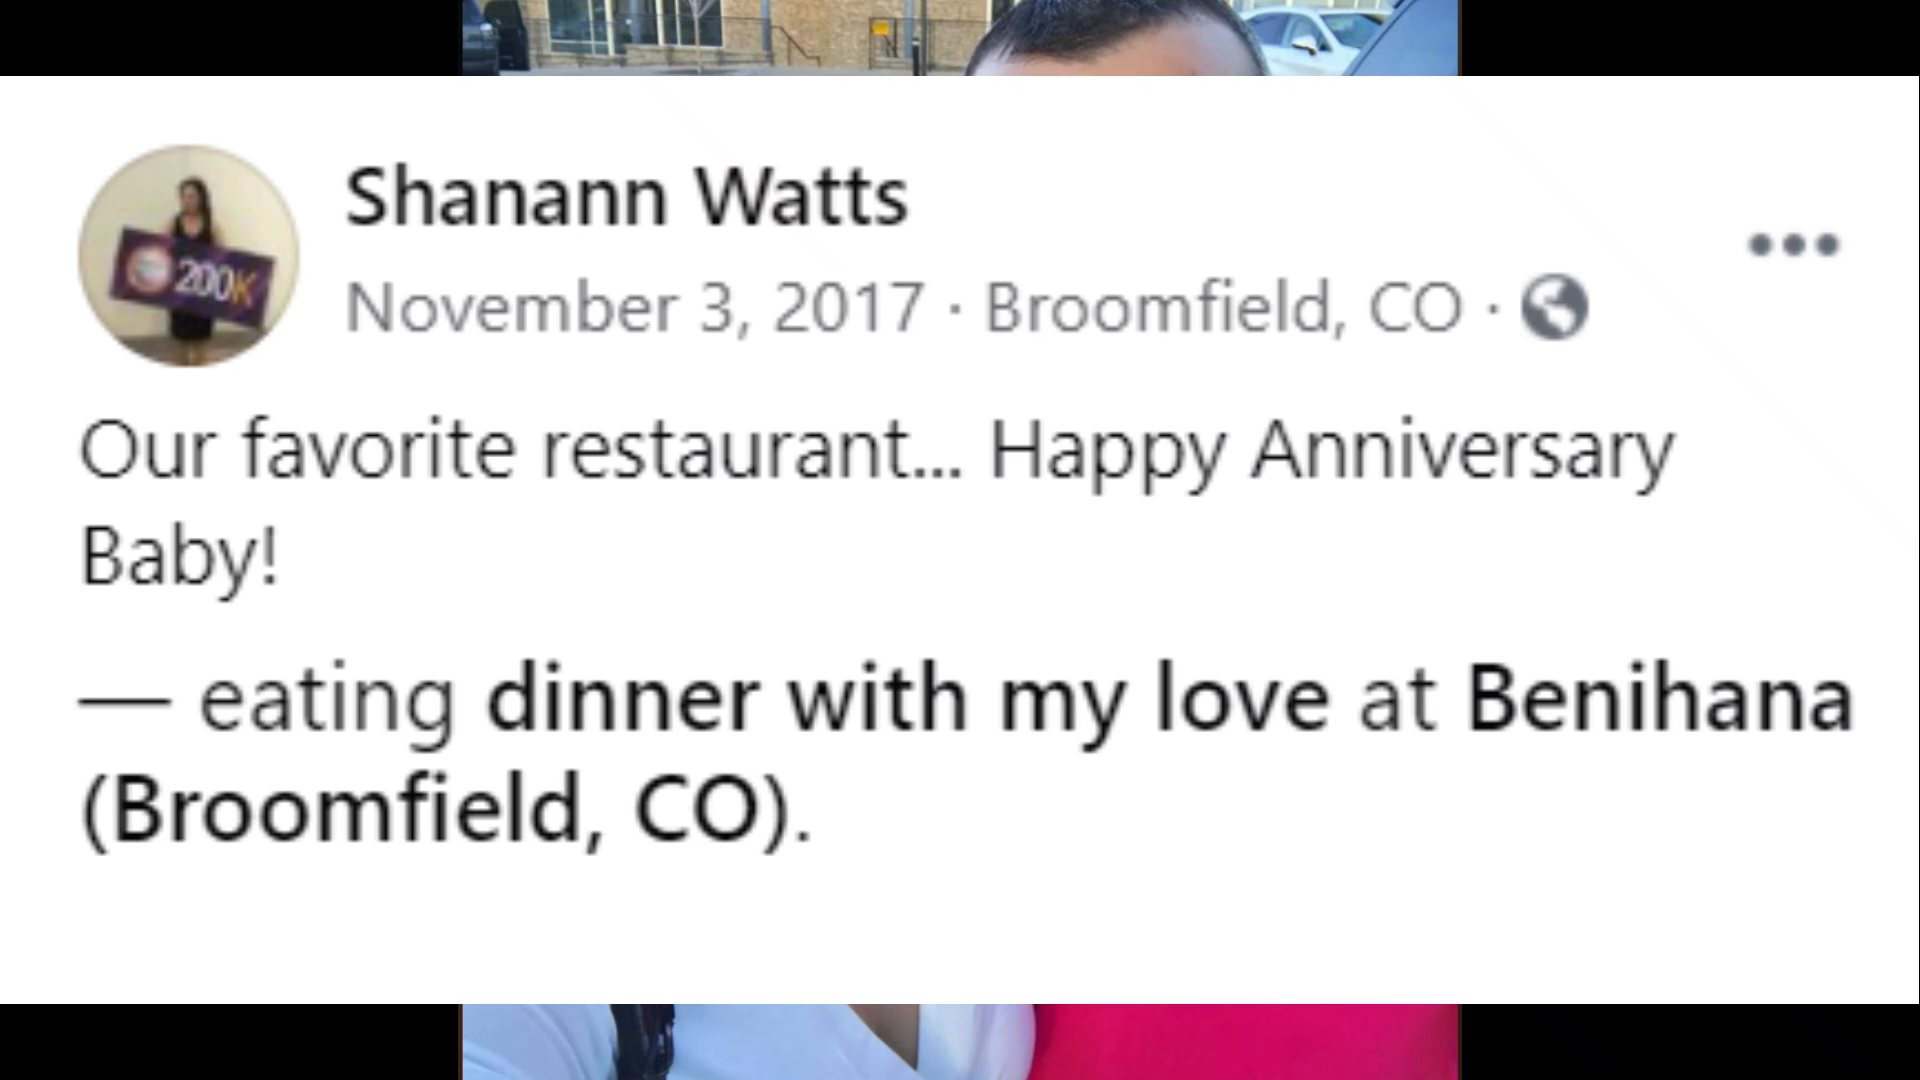 200K
Shanann Watts
November 3, 2017 · Broomfield, CO ·
Our favorite restaurant... Happy Anniversary
Baby!
— eating dinner with my love at Benihana
(Broomfield, CO).